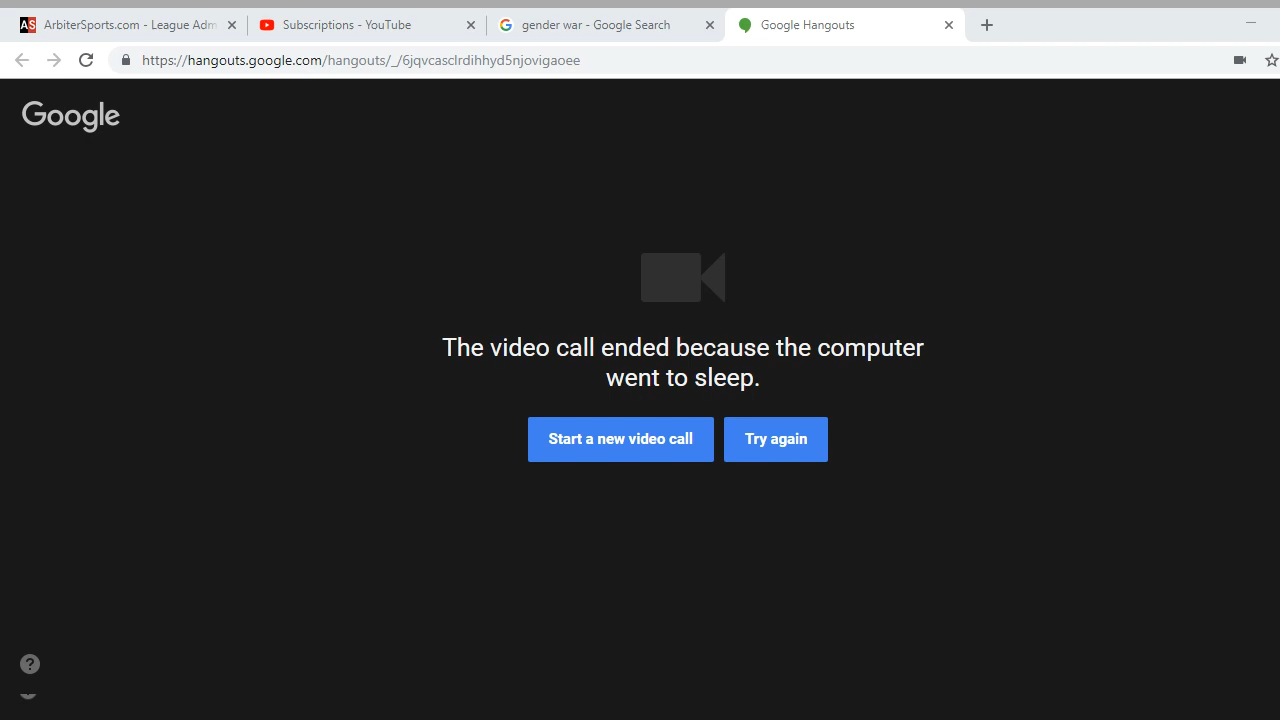 AS ArbiterSports.com - League Adm
Subscriptions - YouTube
G gender war - Google Search
Google Hangouts
https://hangouts.google.com/hangouts/_/6jqvcasclrdihhyd5njovigaoee
Google
The video call ended because the computer
went to sleep.
Start a new video call
Try again
?